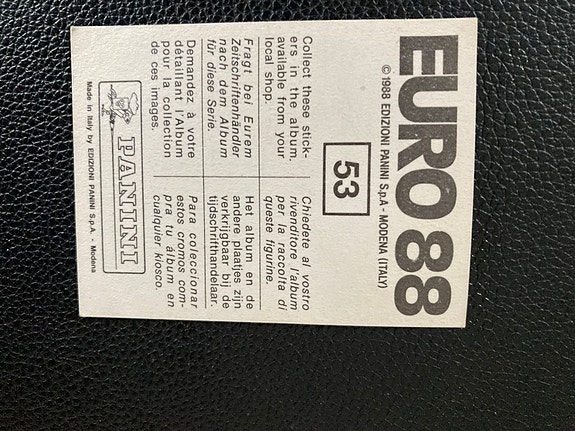 EURO 88
© 1988 EDIZIONI PANINI S.p.A - MODENA (ITALY)
53
Collect these stick-
ers in the album.
available from your
local shop.
Chiedete al vostro
rivenditore l'album
per la raccolta di
queste figurine.
Fragt bei Eurem
Zeitschriftenhändler
nach dem Album
für diese Serie.
Het album en de
andere plaatjes zijn
verkrijgbaar bij de
tijdschrifthandelaar.
Demandez à votre
détaillant l'Album
pour la collection
de ces images.
Para coleccionar
estos cromos com-
pra tu álbum en
cualquier kiosco.
PANINI
Made in Italy by EDIZIONI PANINI S.p.A. - Modena